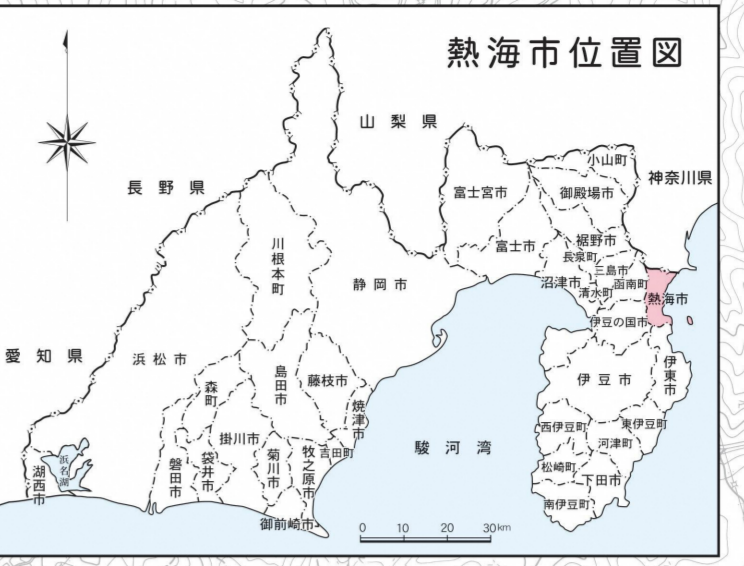 熱海市位置図
山梨県
小山町
神奈川県
長野県
富士宮市
御殿場市
川根本町
富士市
裾野市
長泉町
静岡市
沼津市
三島市
函南町
清水町
熱海市
伊豆の国市
愛知県
浜松市
島田市
藤枝市
伊豆市
伊東市
森町
焼津市
掛川市
西伊豆町
東伊豆町
河津町
吉田町
駿河湾
浜名湖
湖西市
磐田市
袋井市
菊川市
牧之原市
松崎町
下田市
南伊豆町
御前崎市
0 10 20 30km